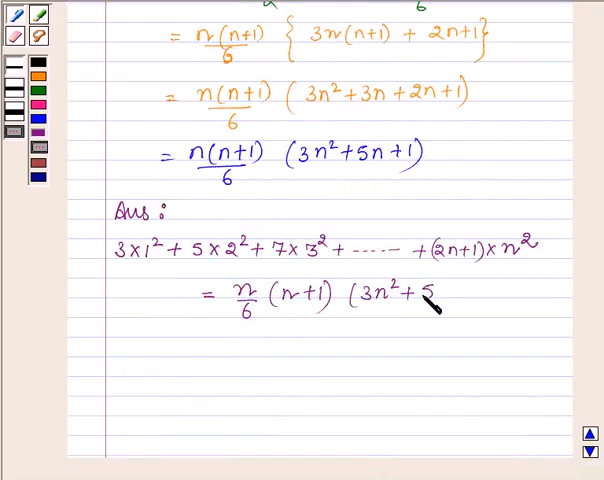 6
= n(n+1)/6 { 3n(n+1) + 2n+1}
= n(n+1)/6 ( 3n²+3n+2n+1)
= n(n+1)/6 (3n²+5n+1)
Ans :
3×1² + 5×2² + 7×3² + ...... + (2n+1)×n²
= n/6 (n+1) (3n²+5